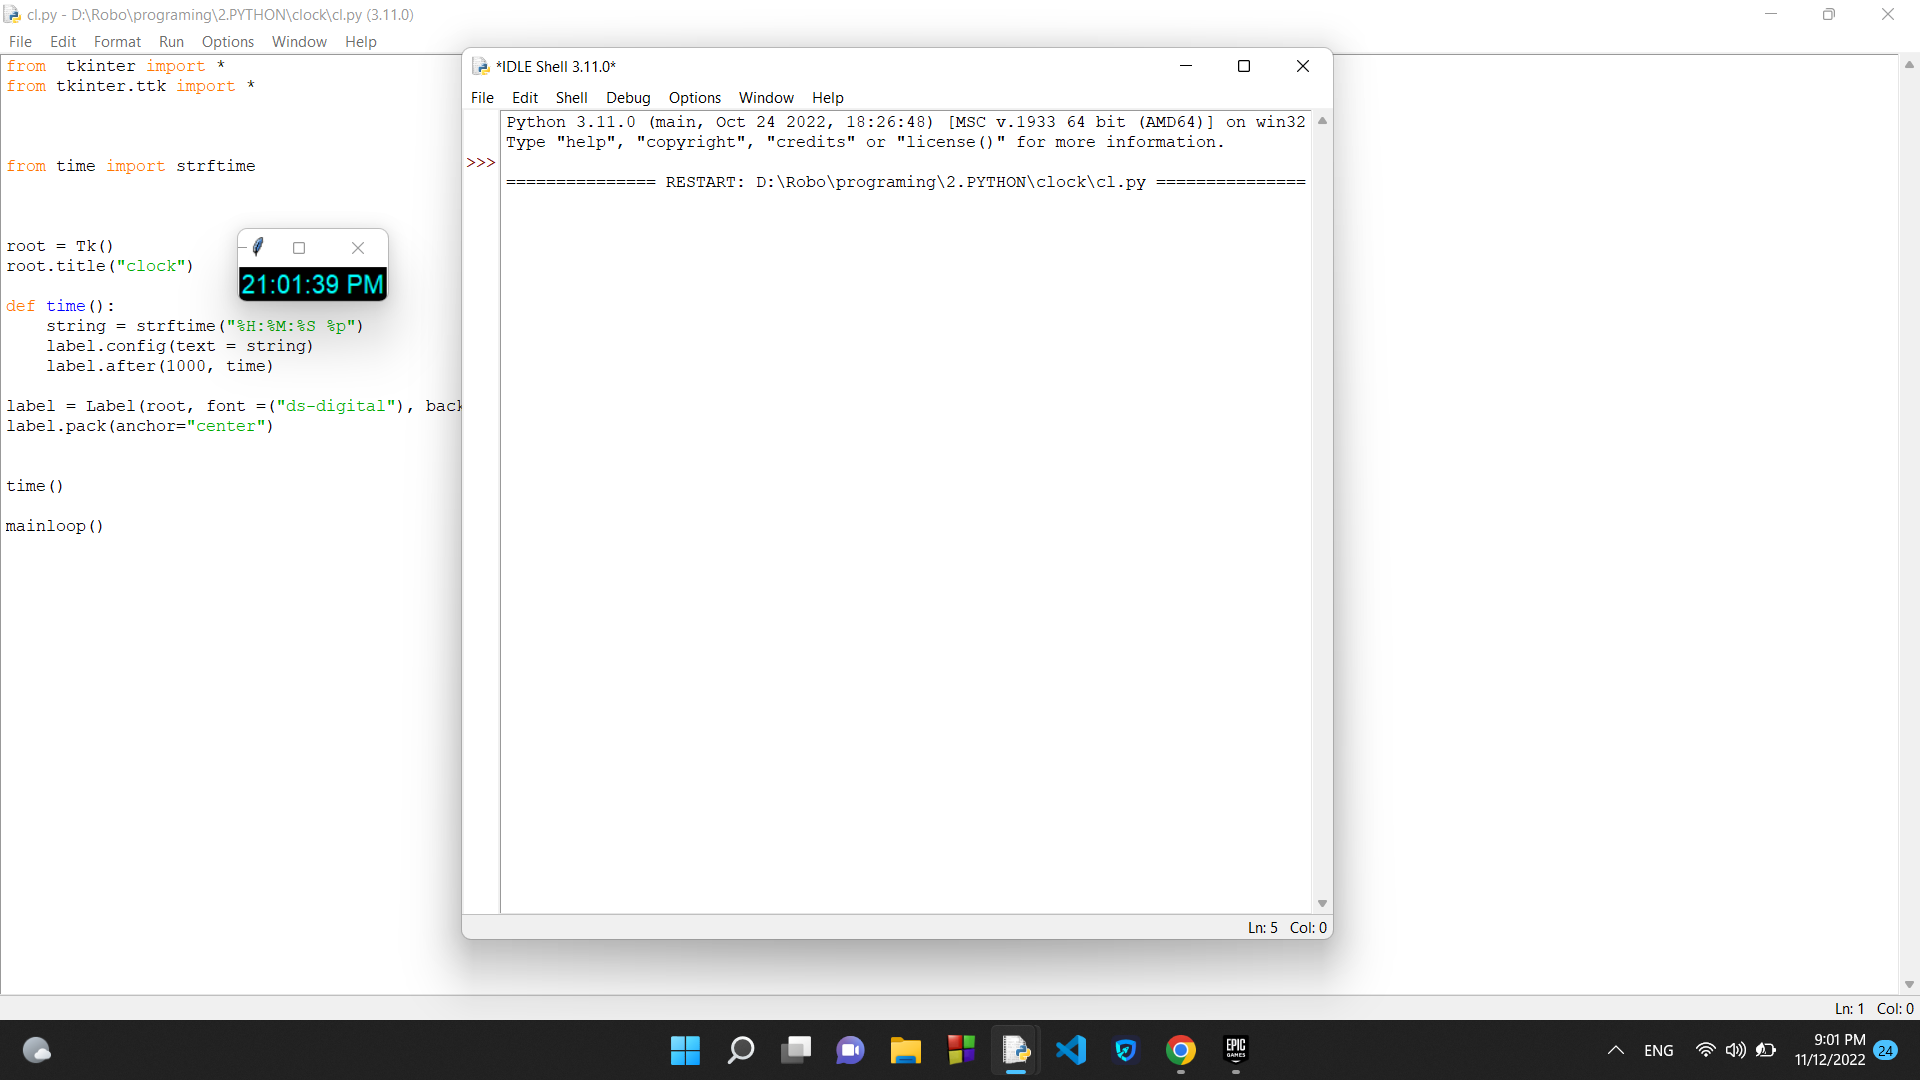 cl.py - D:\Robo\programing\2.PYTHON\clock\cl.py (3.11.0)
File Edit Format Run Options Window Help
from  tkinter import *
from tkinter.ttk import *
from time import strftime
root = Tk()
root.title("clock")
def time():
    string = strftime("%H:%M:%S %p")
    label.config(text = string)
    label.after(1000, time)
label = Label(root, font =("ds-digital"), back
label.pack(anchor="center")
time()
mainloop()
21:01:39 PM
*IDLE Shell 3.11.0*
File Edit Shell Debug Options Window Help
Python 3.11.0 (main, Oct 24 2022, 18:26:48) [MSC v.1933 64 bit (AMD64)] on win32
Type "help", "copyright", "credits" or "license()" for more information.
>>>
=============== RESTART: D:\Robo\programing\2.PYTHON\clock\cl.py ===============
Ln: 5 Col: 0
Ln: 1 Col: 0
EPIC
GAMES
ENG
9:01 PM
11/12/2022
24